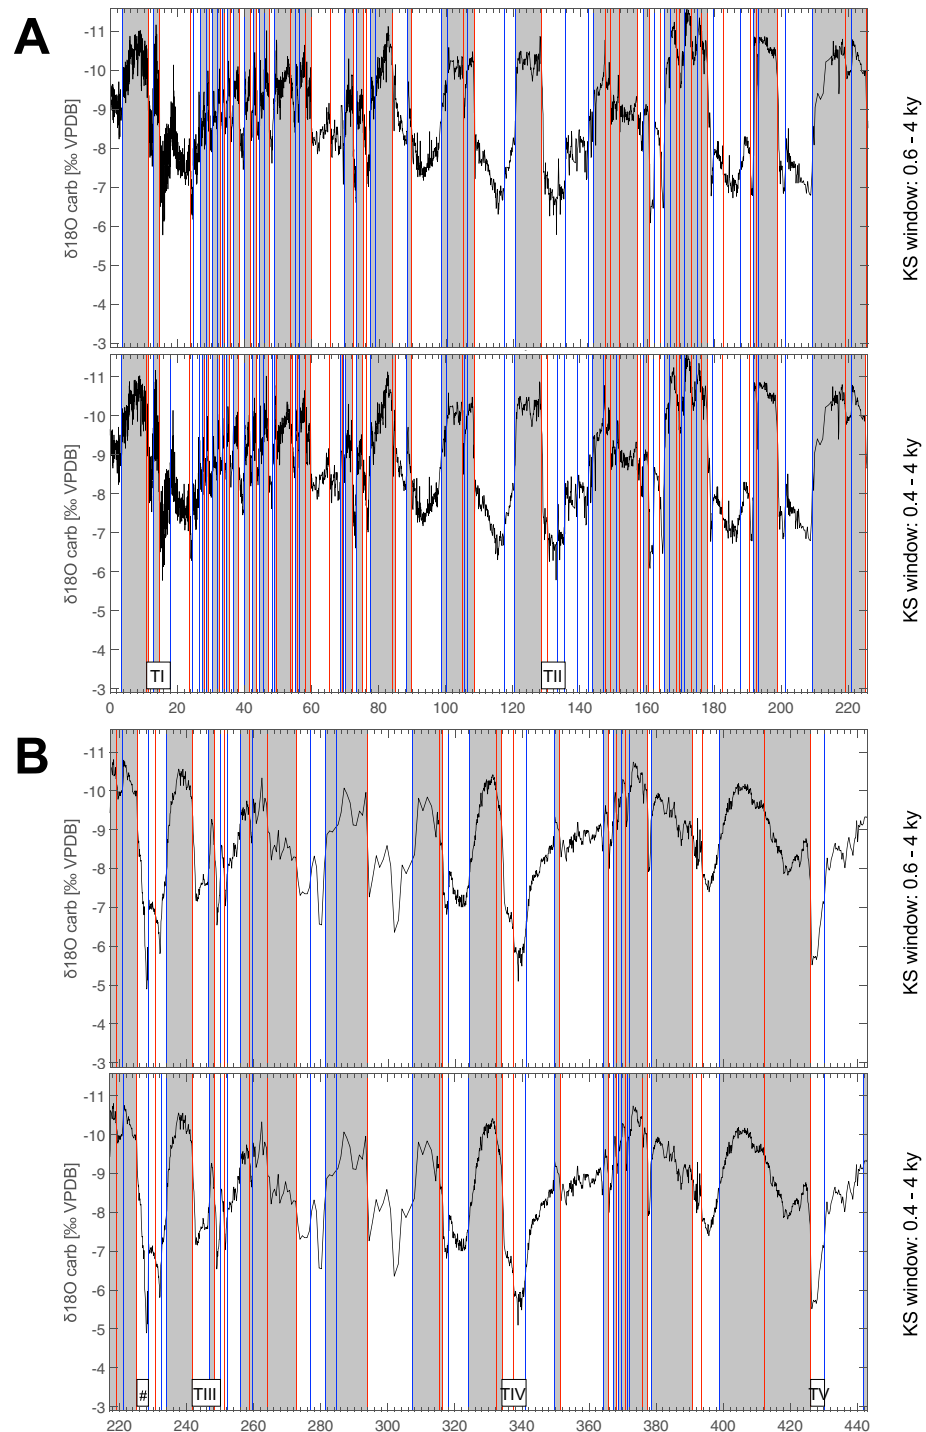 A
-11
-10
-9
-8
-7
-6
-5
-4
-3
δ18O carb [‰ VPDB]
KS window: 0.6 - 4 ky
-11
-10
-9
-8
-7
-6
-5
-4
-3
δ18O carb [‰ VPDB]
KS window: 0.4 - 4 ky
TI
TII
0 20 40 60 80 100 120 140 160 180 200 220
B
-11
-10
-9
-8
-7
-6
-5
-4
-3
δ18O carb [‰ VPDB]
KS window: 0.6 - 4 ky
-11
-10
-9
-8
-7
-6
-5
-4
-3
δ18O carb [‰ VPDB]
KS window: 0.4 - 4 ky
# TIII TIV TV
220 240 260 280 300 320 340 360 380 400 420 440